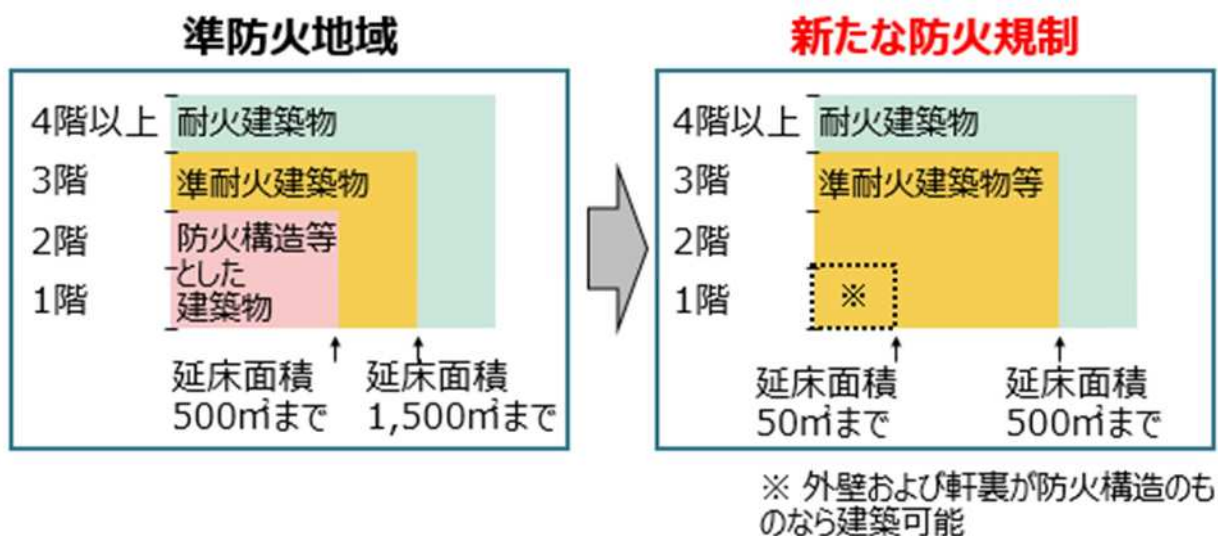 準防火地域
4階以上
耐火建築物
3階
準耐火建築物
2階
防火構造等
とした
1階
建築物
延床面積
500㎡まで
延床面積
1,500㎡まで
新たな防火規制
4階以上
耐火建築物
3階
準耐火建築物等
2階
1階
※
延床面積
50㎡まで
延床面積
500㎡まで
※ 外壁および軒裏が防火構造のも
のなら建築可能